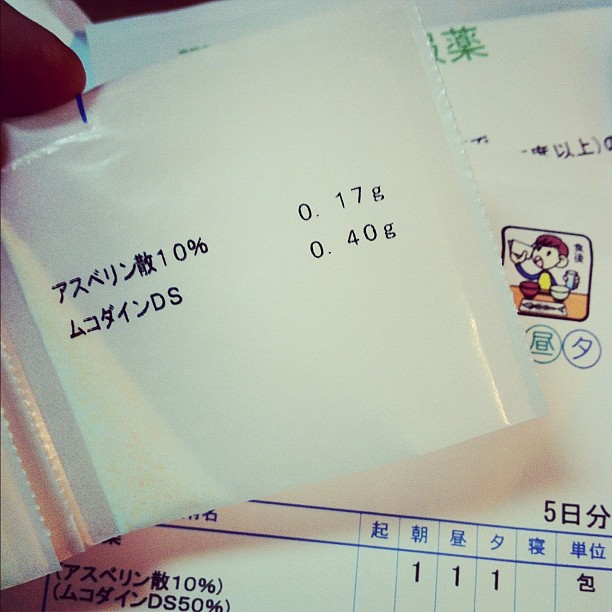 薬
度以上)の
アスベリン散10% 0.17g
ムコダインDS 0.40g
食後
昼 夕
5日分
起 朝 昼 夕 寝 単位
1 1 1 包
(アスベリン散10%)
(ムコダインDS50%)